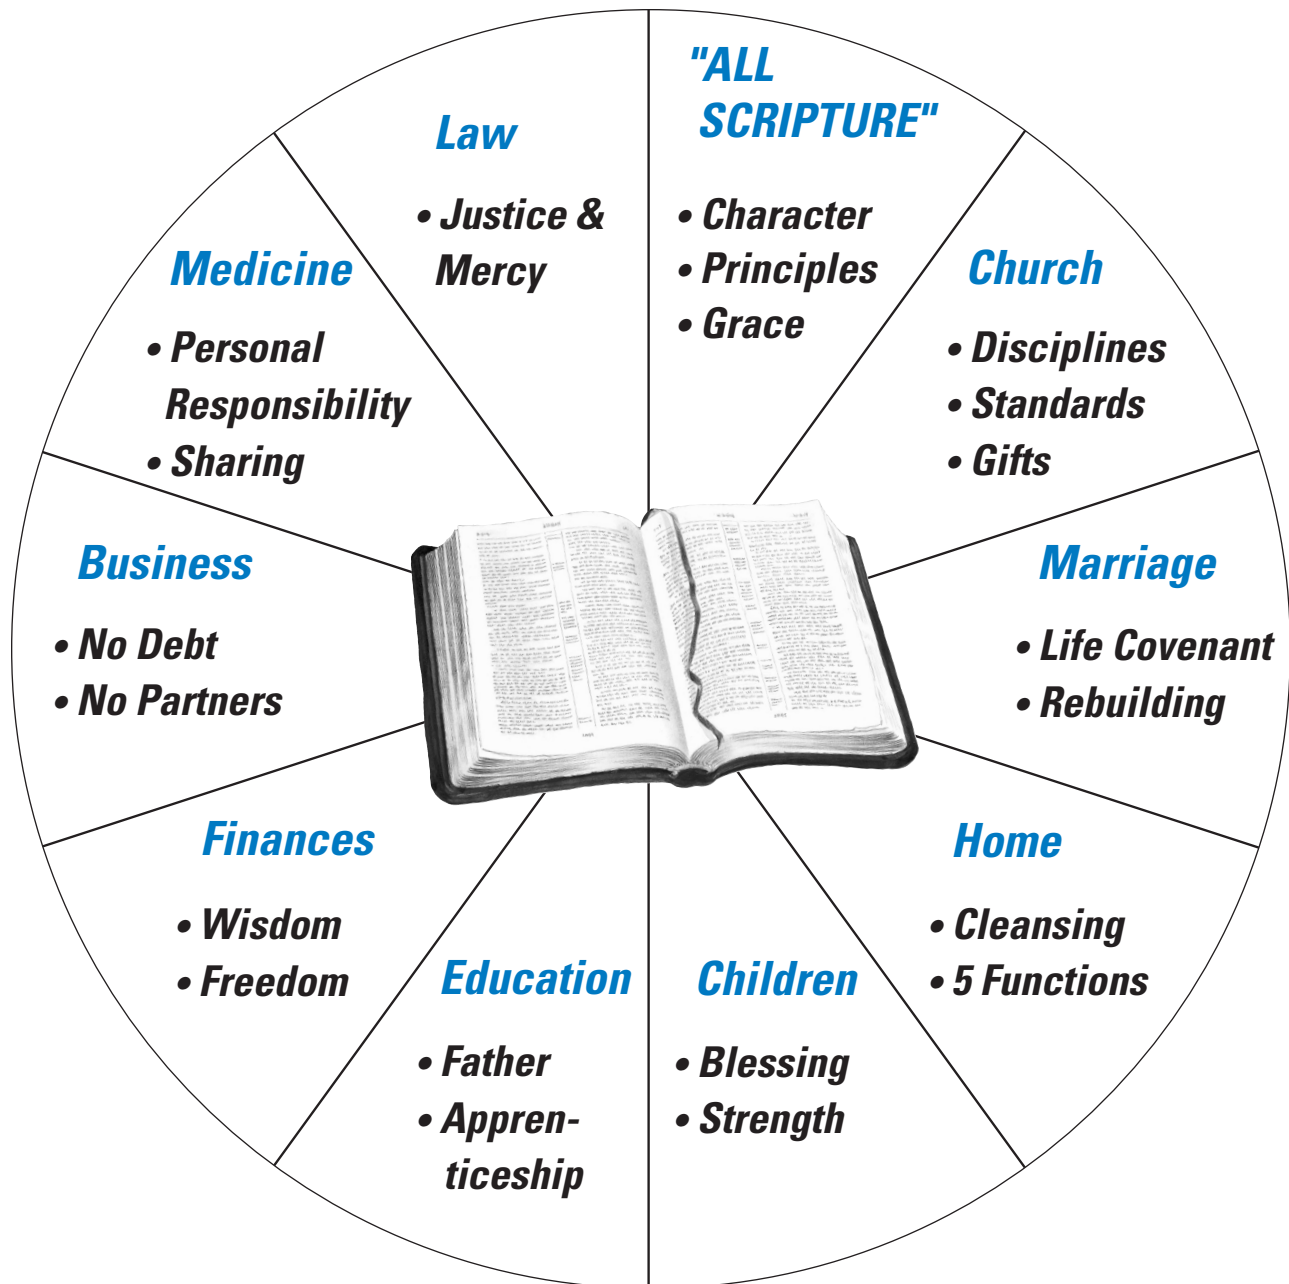 "ALL
SCRIPTURE"
• Character
• Principles
• Grace
Church
• Disciplines
• Standards
• Gifts
Marriage
• Life Covenant
• Rebuilding
Home
• Cleansing
• 5 Functions
Children
• Blessing
• Strength
Education
• Father
• Appren-
ticeship
Finances
• Wisdom
• Freedom
Business
• No Debt
• No Partners
Medicine
• Personal
Responsibility
• Sharing
Law
• Justice &
Mercy